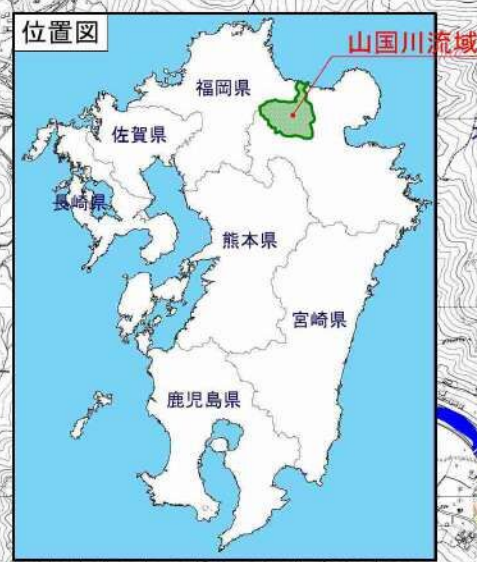 位置図
山国川流域
福岡県
佐賀県
長崎県
熊本県
宮崎県
鹿児島県